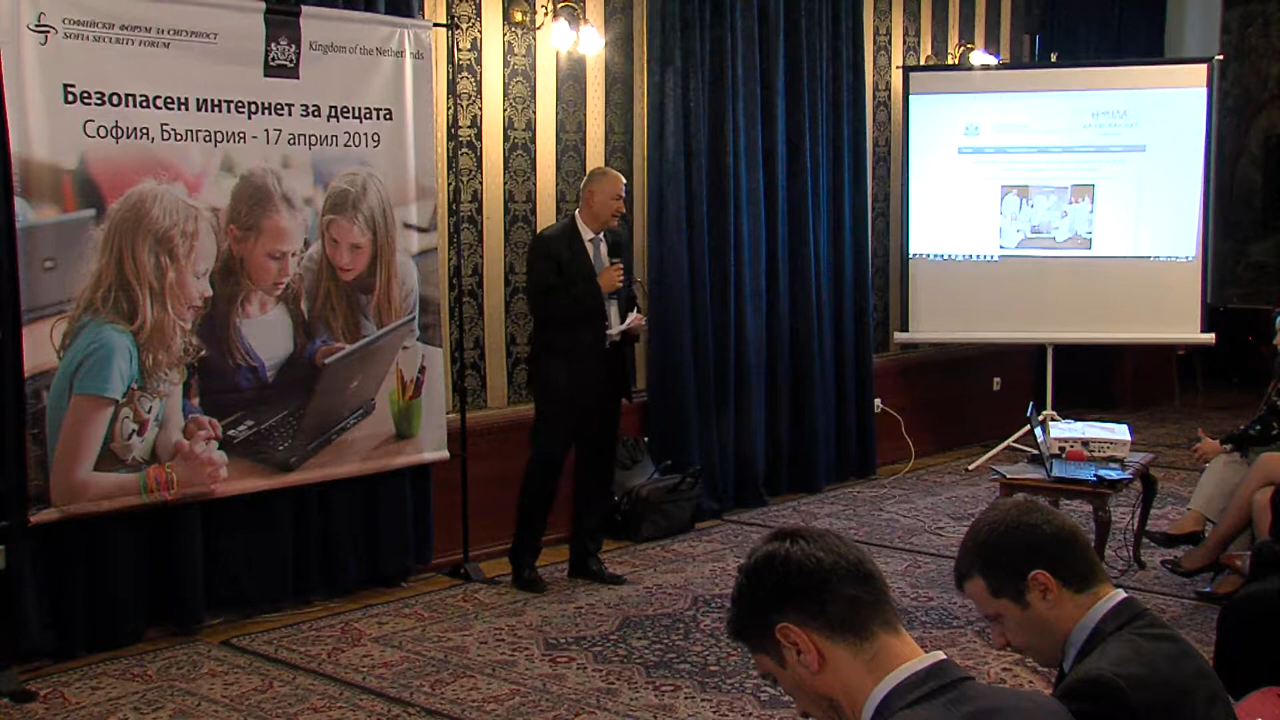 СОФИЙСКИ ФОРУМ ЗА СИГУРНОСТ
SOFIA SECURITY FORUM
Kingdom of the Netherlands
Безопасен интернет за децата
София, България - 17 април 2019